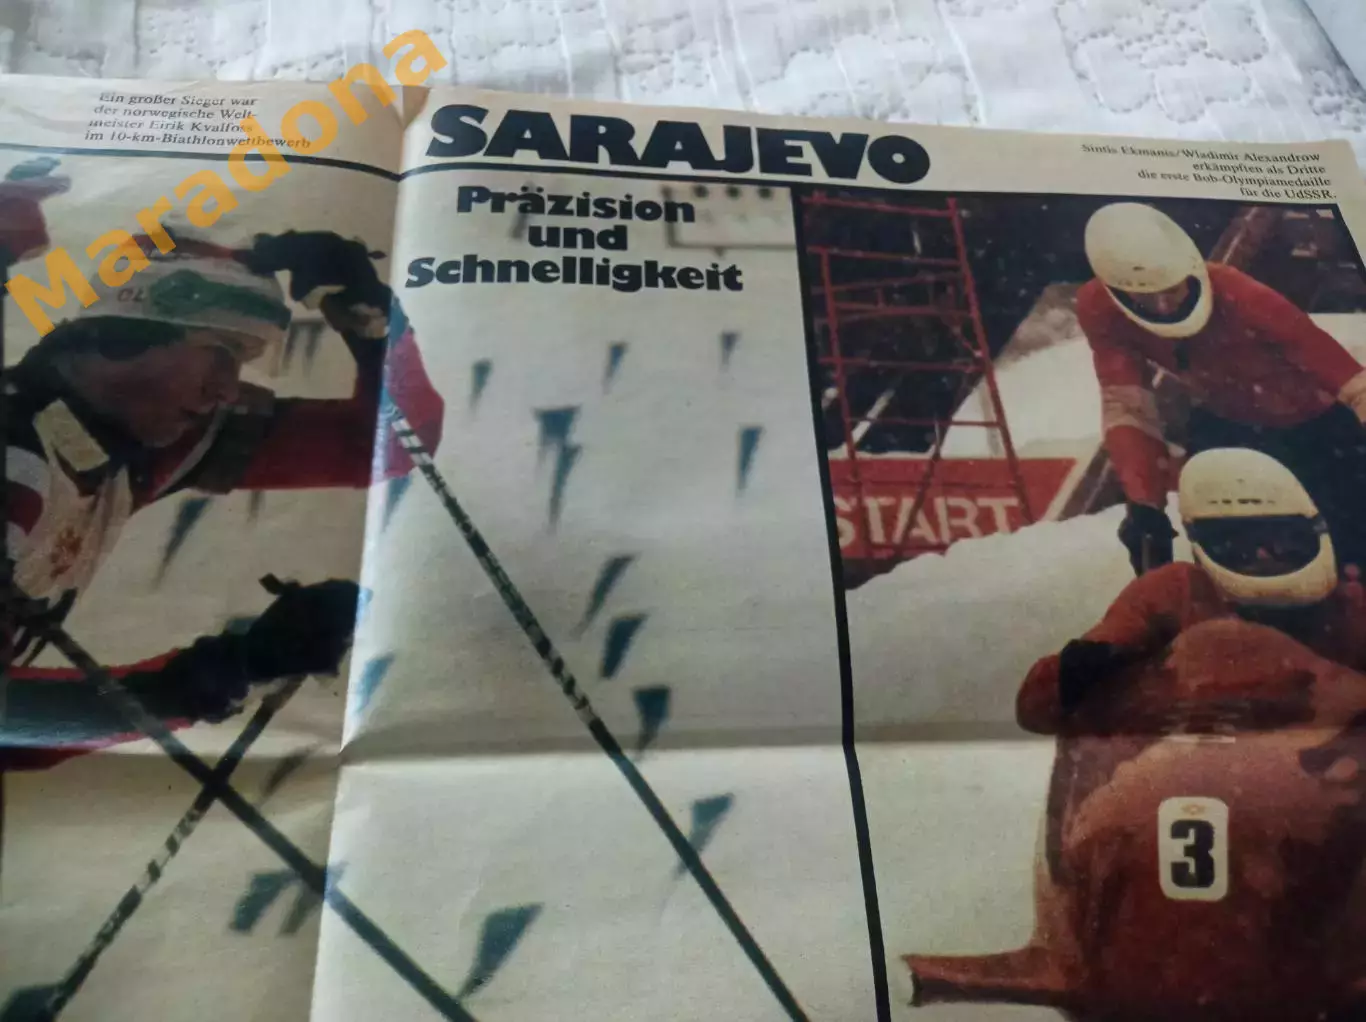 Ein großer Sieger war
der norwegische Welt-
meister Eirik Kvalfoss
im 10-km-Biathlonwettbewerb
SARAJEVO
Präzision
und
Schnelligkeit
Sintis Ekmanis/Wladimir Alexandrow
erkämpften als Dritte
die erste Bob-Olympiamedaille
für die UdSSR.
START
3
Maradona